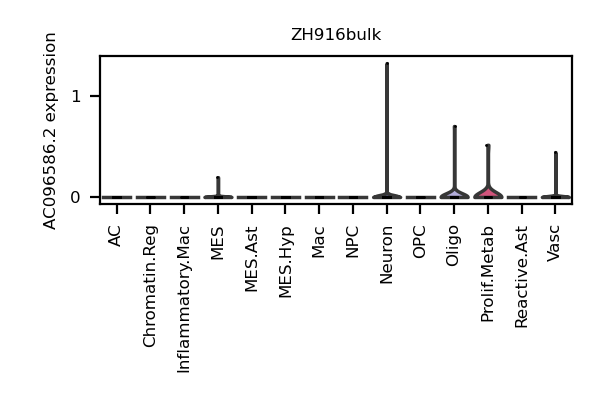 ZH916bulk
AC096586.2 expression
1
0
AC
Chromatin.Reg
Inflammatory.Mac
MES
MES.Ast
MES.Hyp
Mac
NPC
Neuron
OPC
Oligo
Prolif.Metab
Reactive.Ast
Vasc